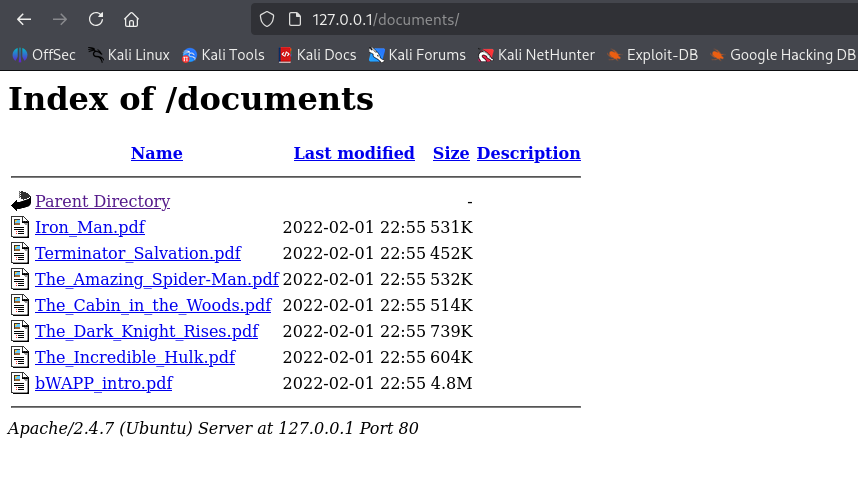 127.0.0.1/documents/
OffSec Kali Linux Kali Tools Kali Docs Kali Forums Kali NetHunter Exploit-DB Google Hacking DB
Index of /documents
Name Last modified Size Description
Parent Directory -
Iron_Man.pdf 2022-02-01 22:55 531K
Terminator_Salvation.pdf 2022-02-01 22:55 452K
The_Amazing_Spider-Man.pdf 2022-02-01 22:55 532K
The_Cabin_in_the_Woods.pdf 2022-02-01 22:55 514K
The_Dark_Knight_Rises.pdf 2022-02-01 22:55 739K
The_Incredible_Hulk.pdf 2022-02-01 22:55 604K
bWAPP_intro.pdf 2022-02-01 22:55 4.8M
Apache/2.4.7 (Ubuntu) Server at 127.0.0.1 Port 80